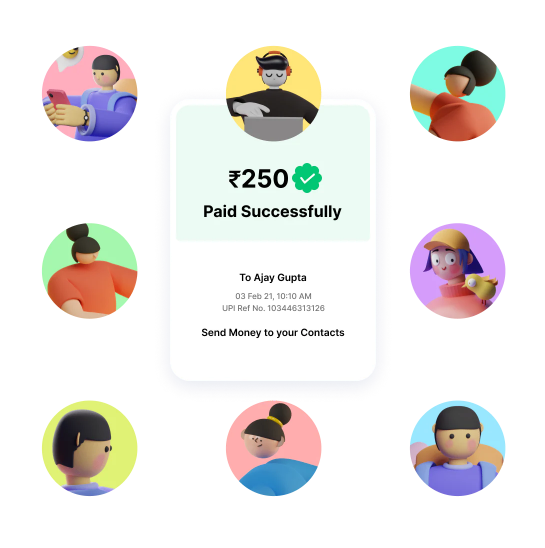 ₹250
Paid Successfully
To Ajay Gupta
03 Feb 21, 10:10 AM
UPI Ref No. 103446313126
Send Money to your Contacts